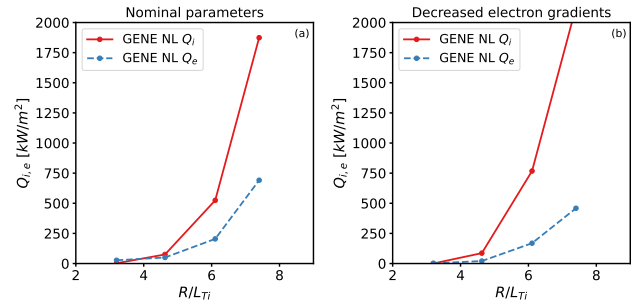 Nominal parameters
(a)
GENE NL Q_i
GENE NL Q_e
2000
1750
1500
1250
1000
750
500
250
0
Q_{i,e} [kW/m^2]
2 4 6 8
R/L_{Ti}
Decreased electron gradients
(b)
GENE NL Q_i
GENE NL Q_e
2000
1750
1500
1250
1000
750
500
250
0
Q_{i,e} [kW/m^2]
2 4 6 8
R/L_{Ti}